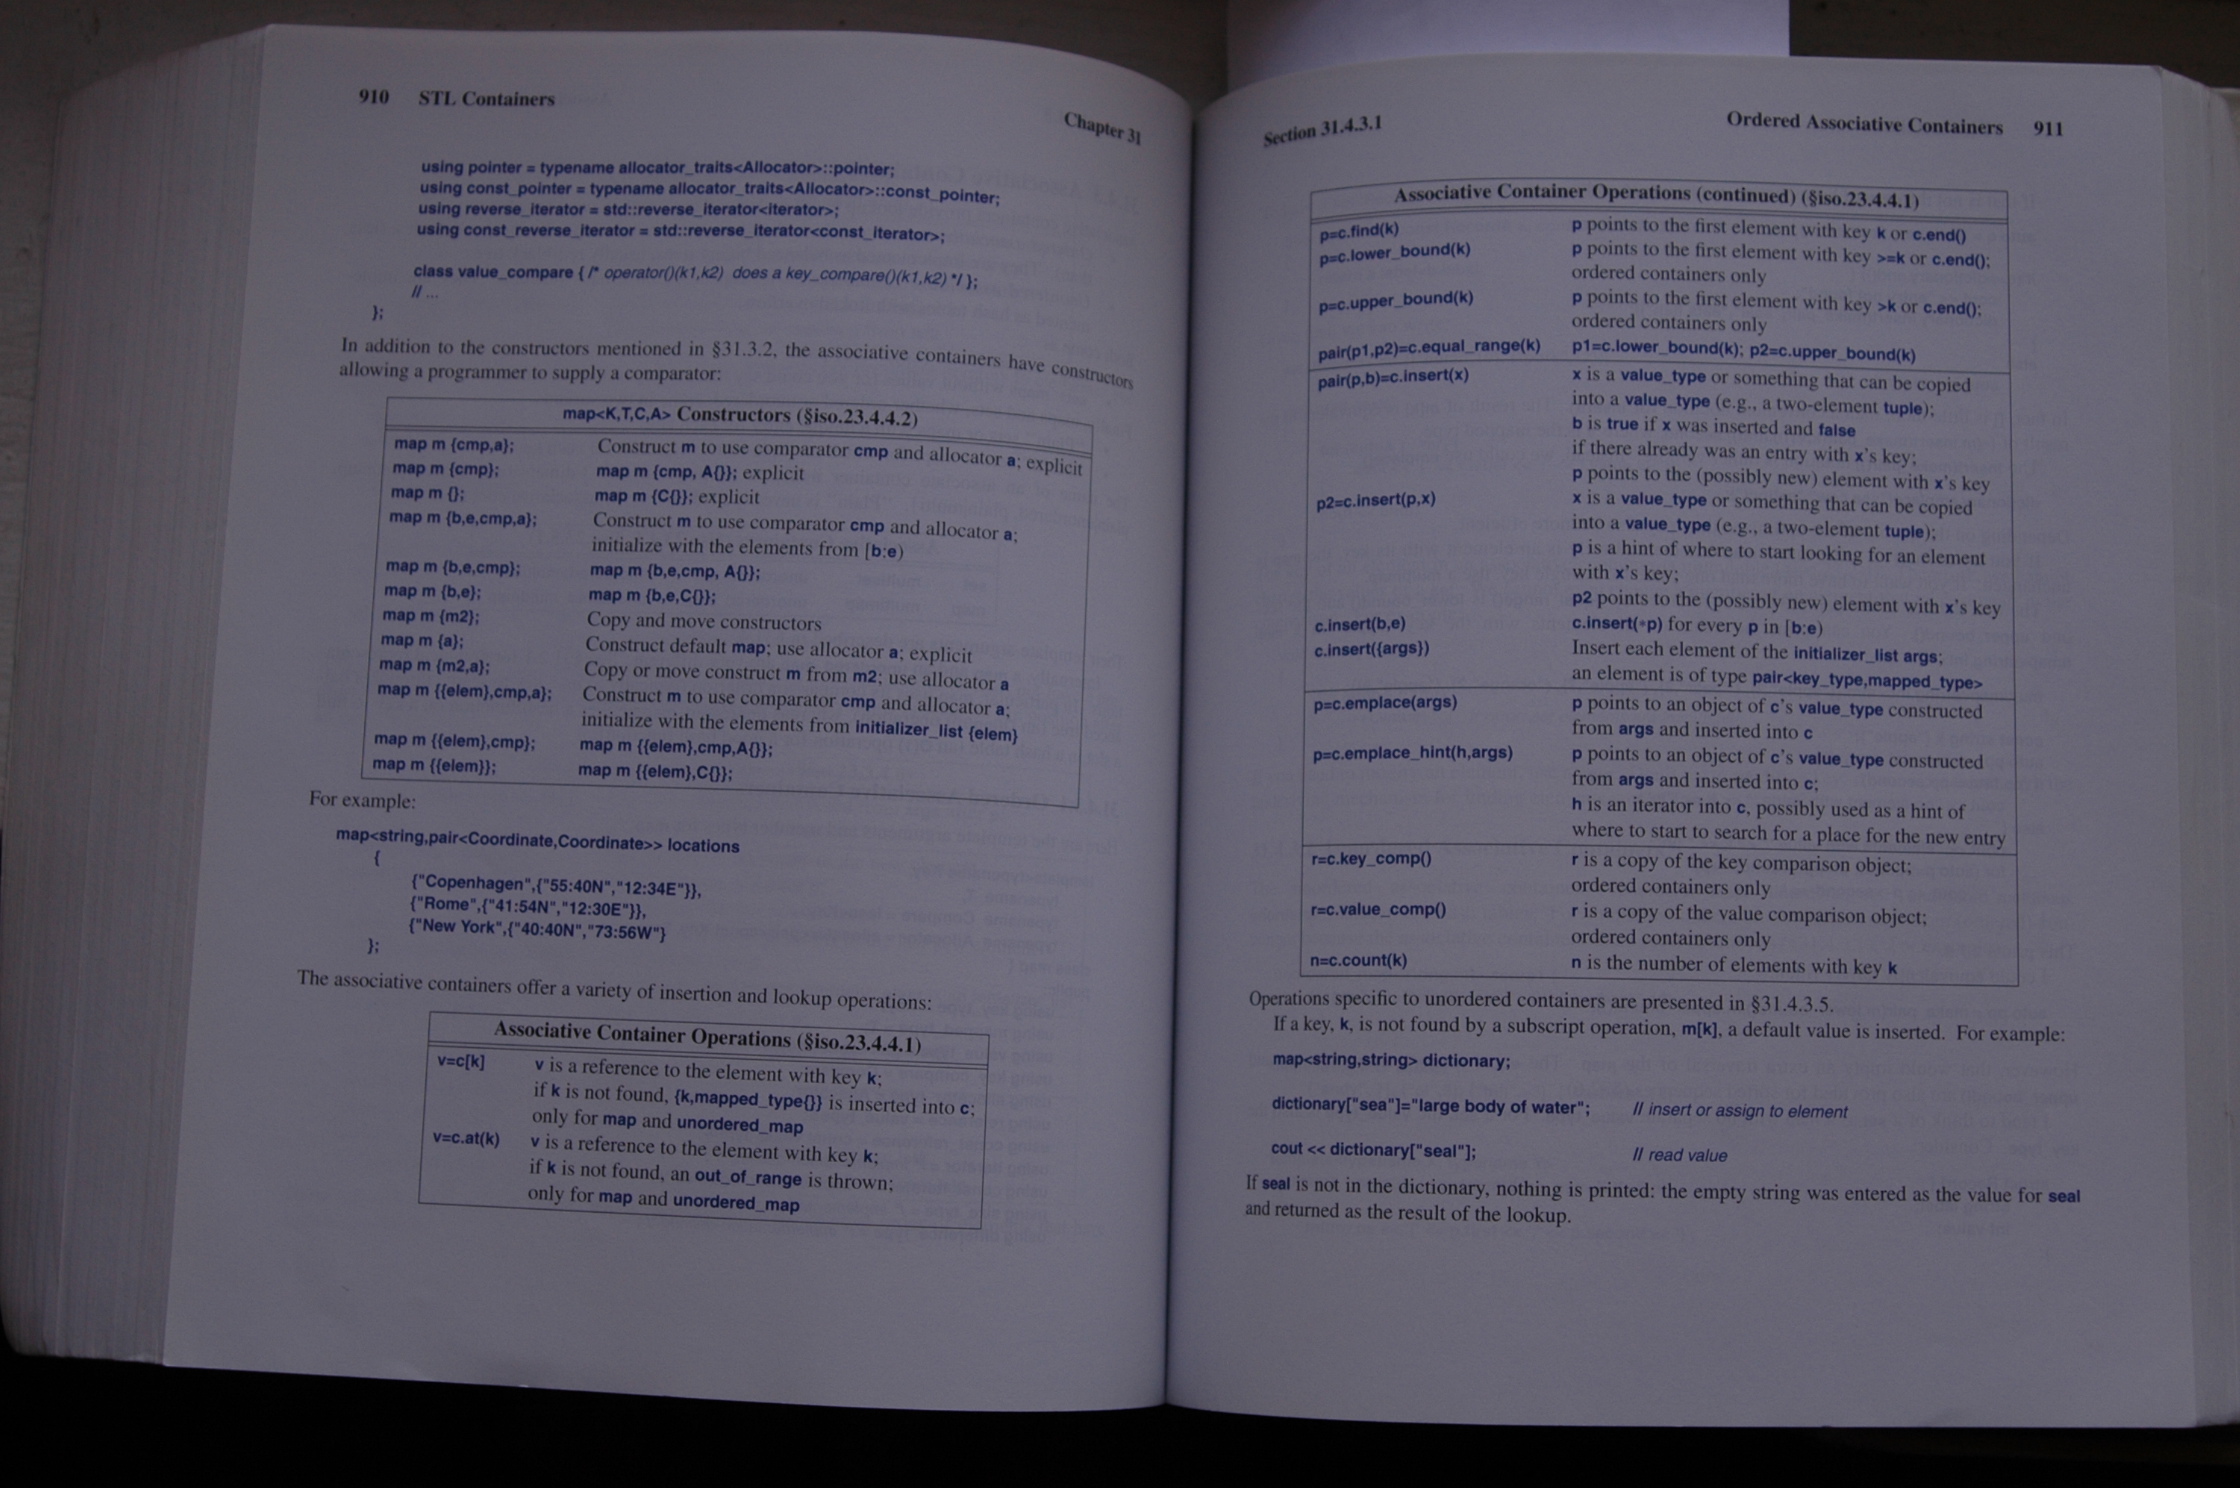 910 STL Containers
Chapter 31
using pointer = typename allocator_traits<Allocator>::pointer;
using const_pointer = typename allocator_traits<Allocator>::const_pointer;
using reverse_iterator = std::reverse_iterator<iterator>;
using const_reverse_iterator = std::reverse_iterator<const_iterator>;
class value_compare { /* operator()(k1,k2) does a key_compare()(k1,k2) */ };
// ...
};
In addition to the constructors mentioned in §31.3.2, the associative containers have constructors
allowing a programmer to supply a comparator:
map<K,T,C,A> Constructors (§iso.23.4.4.2)
map m {cmp,a}; Construct m to use comparator cmp and allocator a; explicit
map m {cmp}; map m {cmp, A{}}; explicit
map m {}; map m {C{}}; explicit
map m {b,e,cmp,a}; Construct m to use comparator cmp and allocator a;
initialize with the elements from [b:e)
map m {b,e,cmp}; map m {b,e,cmp, A{}};
map m {b,e}; map m {b,e,C{}};
map m {m2}; Copy and move constructors
map m {a}; Construct default map; use allocator a; explicit
map m {m2,a}; Copy or move construct m from m2; use allocator a
map m {{elem},cmp,a}; Construct m to use comparator cmp and allocator a;
initialize with the elements from initializer_list {elem}
map m {{elem},cmp}; map m {{elem},cmp,A{}};
map m {{elem}}; map m {{elem},C{}};
For example:
map<string,pair<Coordinate,Coordinate>> locations
{
{"Copenhagen",{"55:40N","12:34E"}},
{"Rome",{"41:54N","12:30E"}},
{"New York",{"40:40N","73:56W"}
};
The associative containers offer a variety of insertion and lookup operations:
Associative Container Operations (§iso.23.4.4.1)
v=c[k] v is a reference to the element with key k;
if k is not found, {k,mapped_type{}} is inserted into c;
only for map and unordered_map
v=c.at(k) v is a reference to the element with key k;
if k is not found, an out_of_range is thrown;
only for map and unordered_map
Section 31.4.3.1
Ordered Associative Containers 911
Associative Container Operations (continued) (§iso.23.4.4.1)
p=c.find(k) p points to the first element with key k or c.end()
p=c.lower_bound(k) p points to the first element with key >=k or c.end();
ordered containers only
p=c.upper_bound(k) p points to the first element with key >k or c.end();
ordered containers only
pair(p1,p2)=c.equal_range(k) p1=c.lower_bound(k); p2=c.upper_bound(k)
pair(p,b)=c.insert(x) x is a value_type or something that can be copied
into a value_type (e.g., a two-element tuple);
b is true if x was inserted and false
if there already was an entry with x's key;
p points to the (possibly new) element with x's key
p2=c.insert(p,x) x is a value_type or something that can be copied
into a value_type (e.g., a two-element tuple);
p is a hint of where to start looking for an element
with x's key;
p2 points to the (possibly new) element with x's key
c.insert(b,e) c.insert(*p) for every p in [b:e)
c.insert({args}) Insert each element of the initializer_list args;
an element is of type pair<key_type,mapped_type>
p=c.emplace(args) p points to an object of c's value_type constructed
from args and inserted into c
p=c.emplace_hint(h,args) p points to an object of c's value_type constructed
from args and inserted into c;
h is an iterator into c, possibly used as a hint of
where to start to search for a place for the new entry
r=c.key_comp() r is a copy of the key comparison object;
ordered containers only
r=c.value_comp() r is a copy of the value comparison object;
ordered containers only
n=c.count(k) n is the number of elements with key k
Operations specific to unordered containers are presented in §31.4.3.5.
If a key, k, is not found by a subscript operation, m[k], a default value is inserted. For example:
map<string,string> dictionary;
dictionary["sea"]="large body of water"; // insert or assign to element
cout << dictionary["seal"]; // read value
If seal is not in the dictionary, nothing is printed: the empty string was entered as the value for seal
and returned as the result of the lookup.